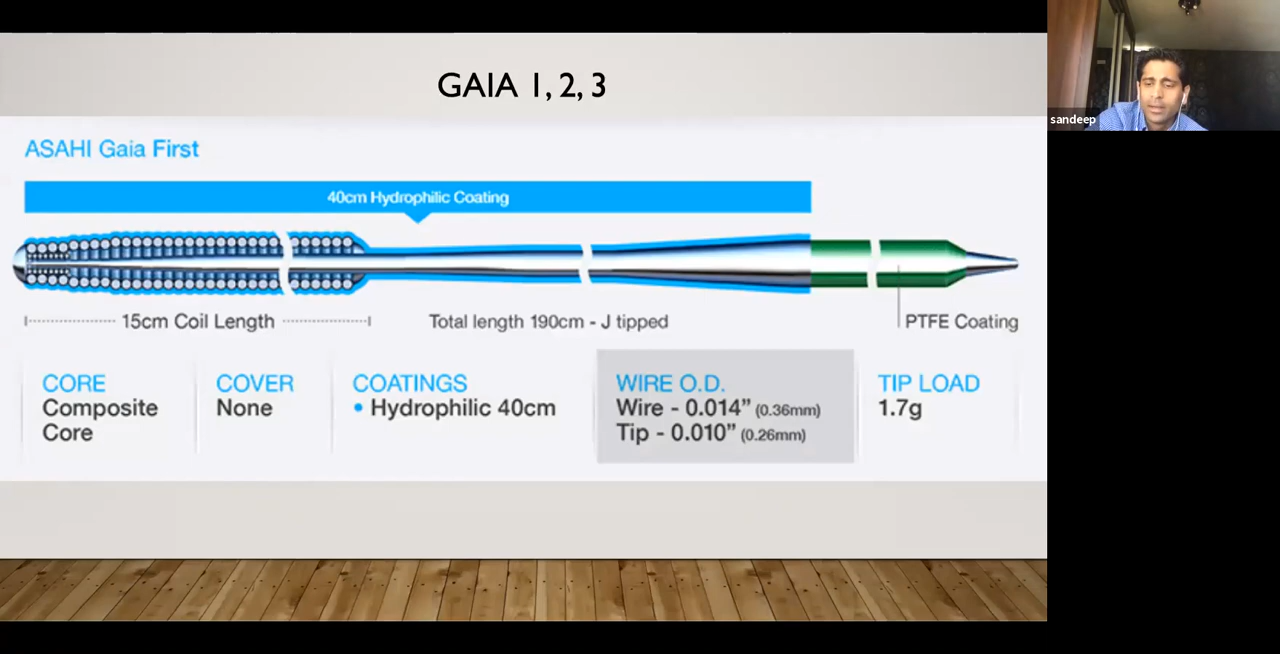 GAIA 1, 2, 3
sandeep
ASAHI Gaia First
40cm Hydrophilic Coating
15cm Coil Length
Total length 190cm - J tipped
PTFE Coating
CORE
Composite
Core
COVER
None
COATINGS
• Hydrophilic 40cm
WIRE O.D.
Wire - 0.014” (0.36mm)
Tip - 0.010” (0.26mm)
TIP LOAD
1.7g